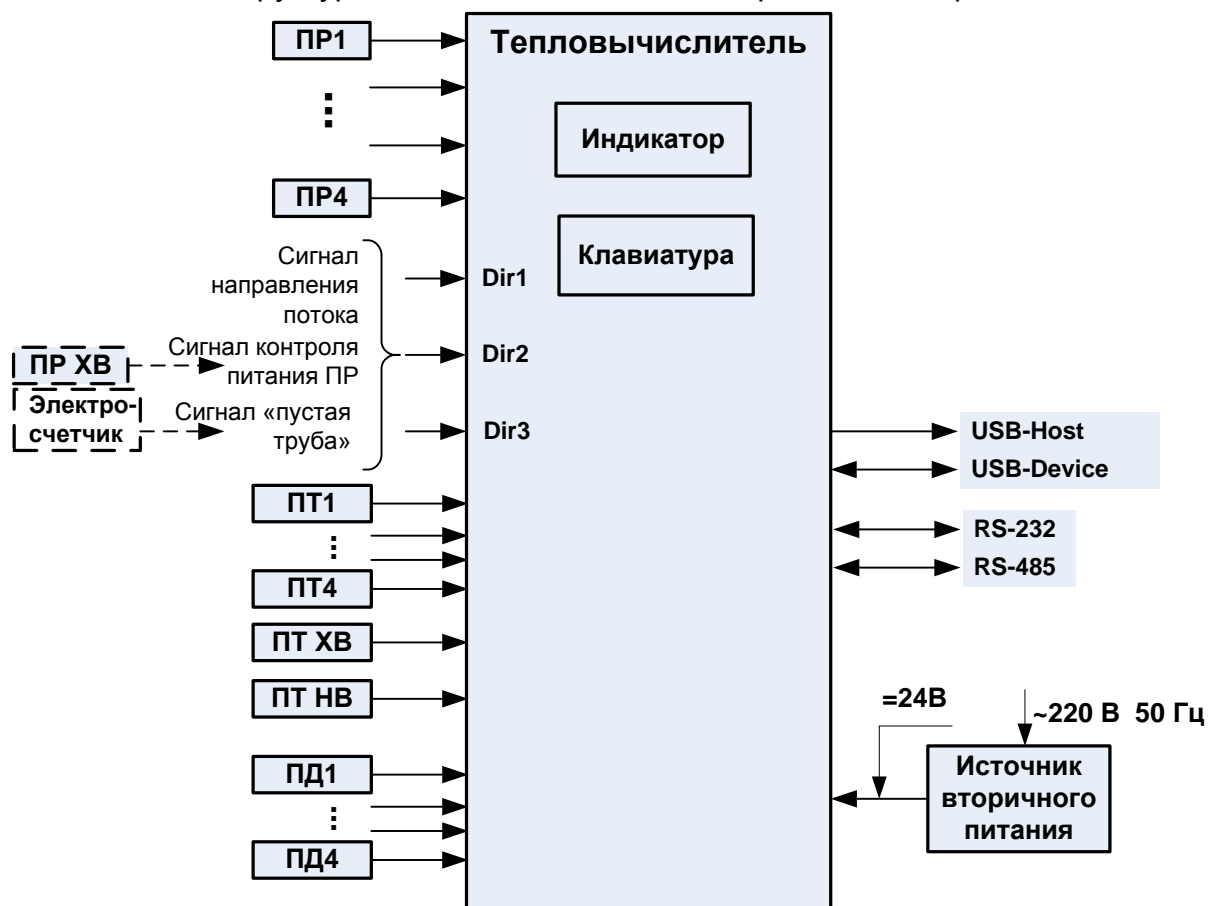 ПР1
Тепловычислитель
Индикатор
ПР4
Клавиатура
Сигнал
направления
потока
Dir1
ПР ХВ
Сигнал контроля
питания ПР
Dir2
Электро-
счетчик
Сигнал «пустая
труба»
Dir3
USB-Host
USB-Device
ПТ1
RS-232
RS-485
ПТ4
ПТ ХВ
ПТ НВ
=24В
~220 В 50 Гц
ПД1
Источник
вторичного
питания
ПД4